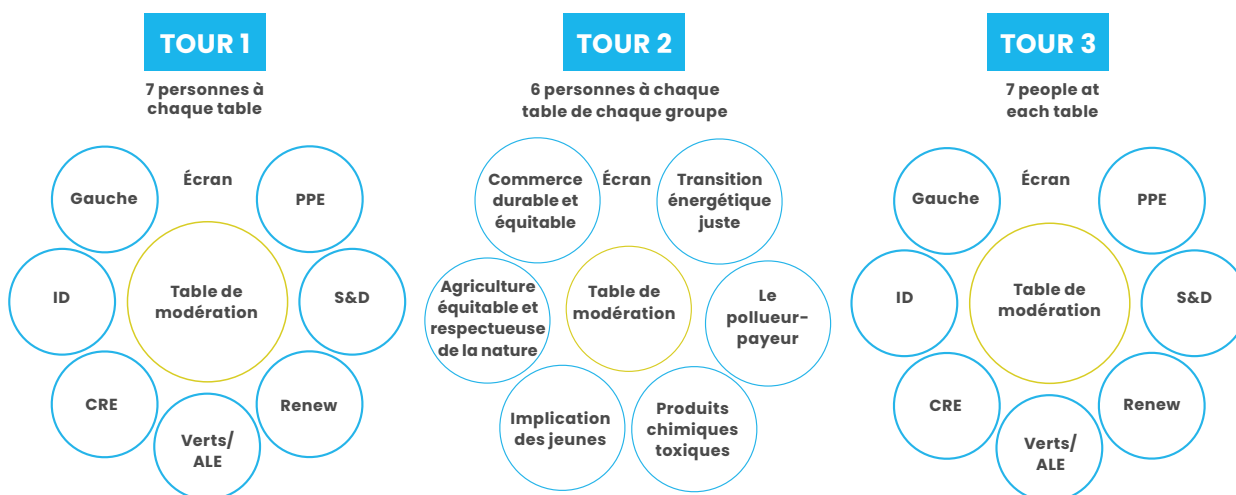 TOUR 1
7 personnes à
chaque table
Gauche
Écran
PPE
ID
Table de
modération
S&D
CRE
Verts/
ALE
Renew
TOUR 2
6 personnes à chaque
table de chaque groupe
Commerce
durable et
équitable
Écran
Transition
énergétique
juste
Agriculture
équitable et
respectueuse
de la nature
Table de
modération
Le
pollueur-
payeur
Implication
des jeunes
Produits
chimiques
toxiques
TOUR 3
7 people at
each table
Gauche
Écran
PPE
ID
Table de
modération
S&D
CRE
Verts/
ALE
Renew